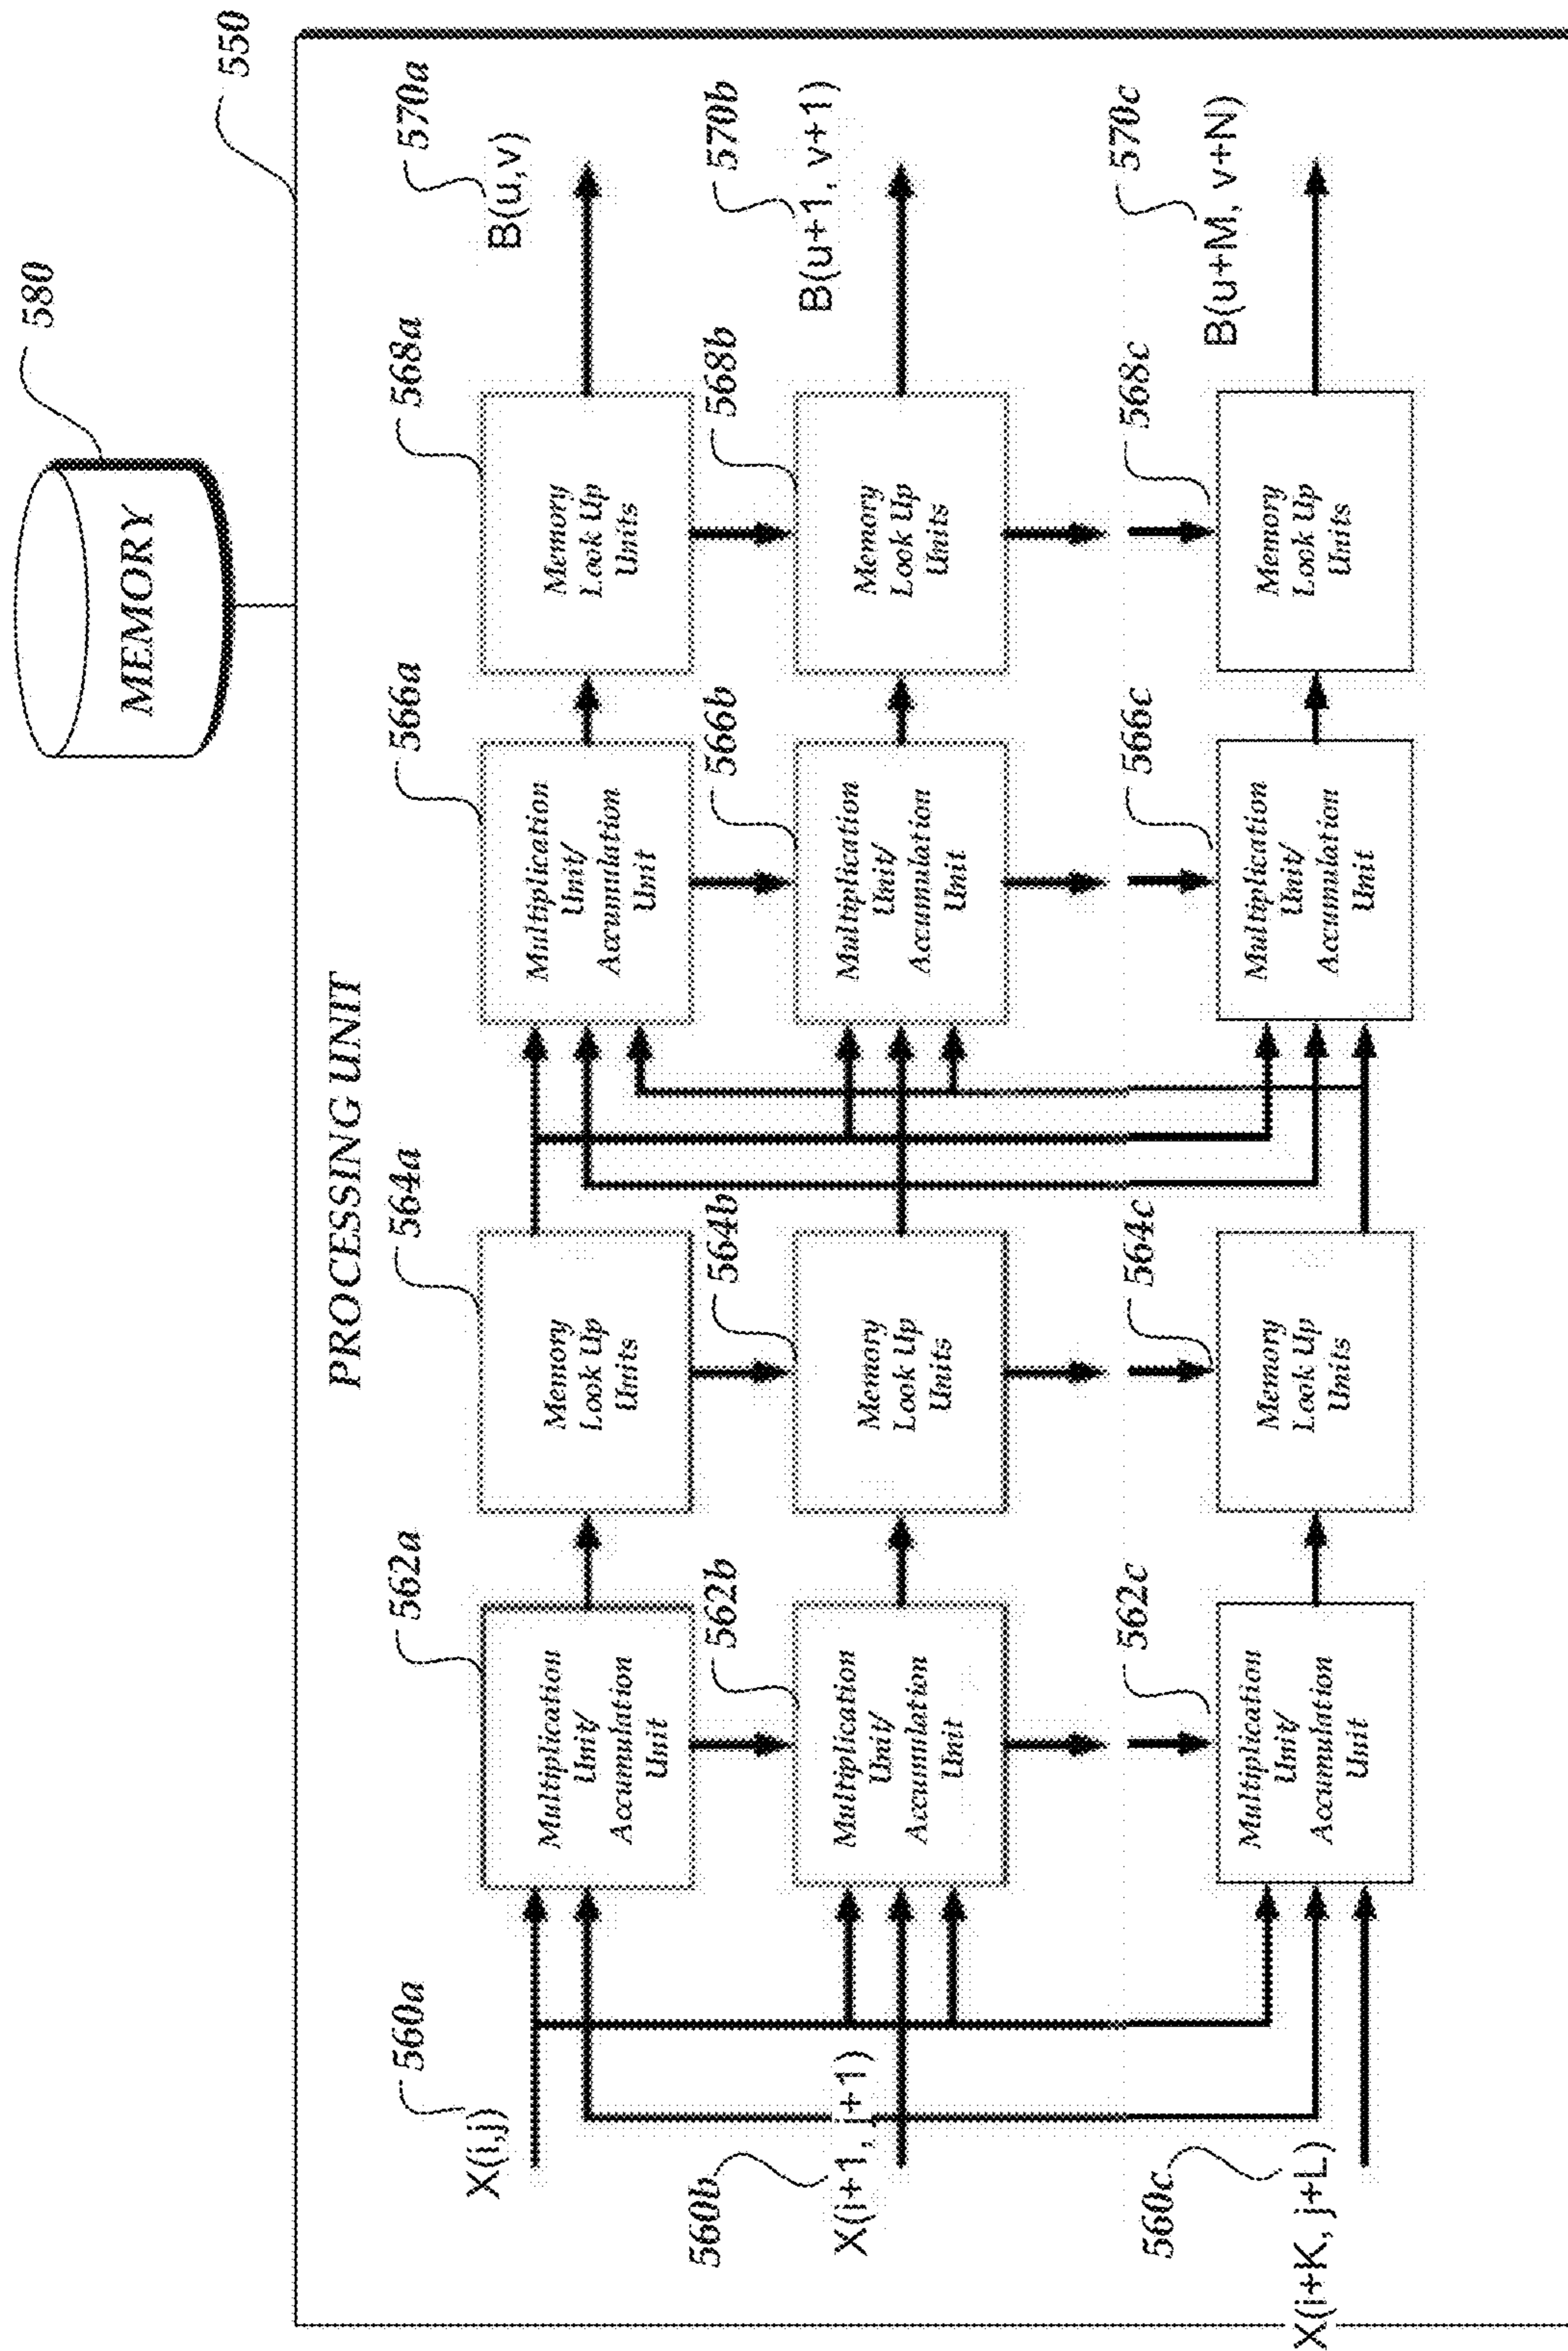 580
MEMORY
550
PROCESSING UNIT
560a
X(i,j)
562a
Multiplication
Unit/
Accumulation
Unit
564a
Memory
Look Up
Units
566a
Multiplication
Unit/
Accumulation
Unit
568a
Memory
Look Up
Units
570a
B(u,v)
560b
X(i+1, j+1)
562b
Multiplication
Unit/
Accumulation
Unit
564b
Memory
Look Up
Units
566b
Multiplication
Unit/
Accumulation
Unit
568b
Memory
Look Up
Units
570b
B(u+1, v+1)
560c
X(i+K, j+L)
562c
Multiplication
Unit/
Accumulation
Unit
564c
Memory
Look Up
Units
566c
Multiplication
Unit/
Accumulation
Unit
568c
Memory
Look Up
Units
570c
B(u+M, v+N)